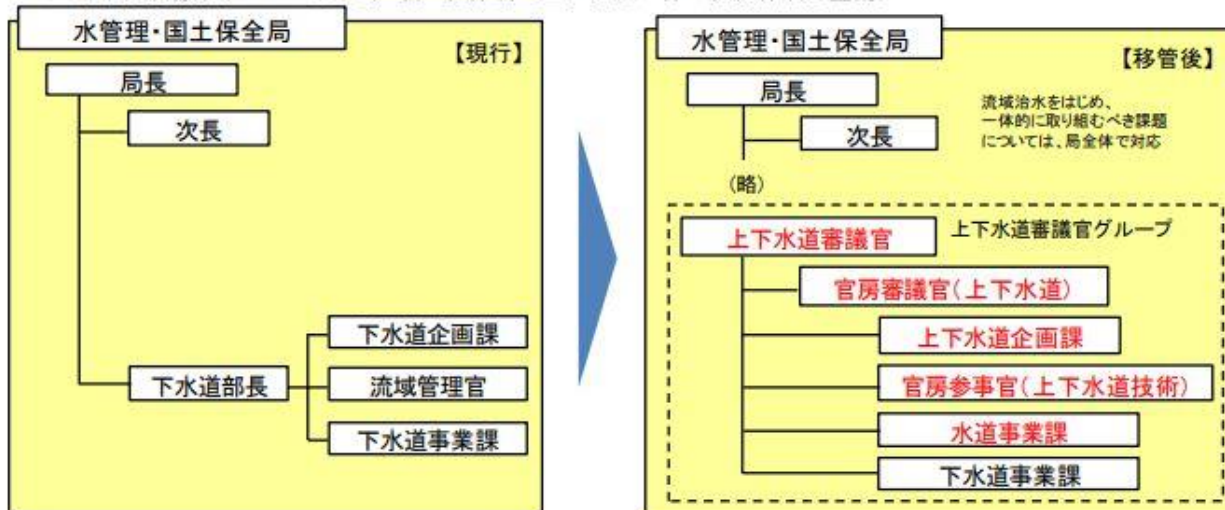 水管理・国土保全局
【現行】
局長
次長
下水道部長
下水道企画課
流域管理官
下水道事業課
水管理・国土保全局
【移管後】
局長
次長
流域治水をはじめ、
一体的に取り組むべき課題
については、局全体で対応
(略)
上下水道審議官
上下水道審議官グループ
官房審議官(上下水道)
上下水道企画課
官房参事官(上下水道技術)
水道事業課
下水道事業課